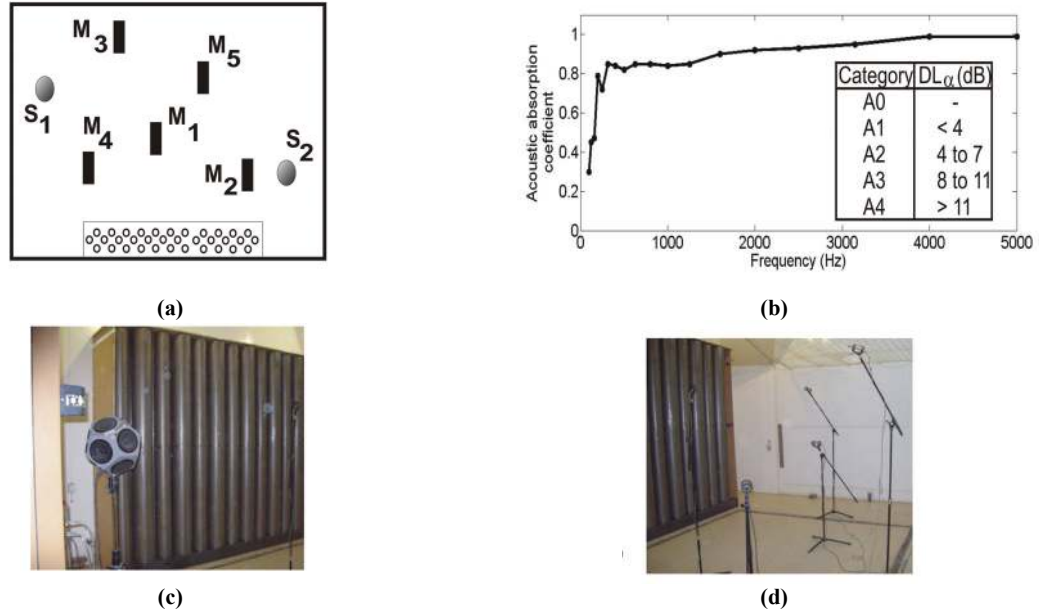 M3
M5
S1
M4
M1
S2
M2
(a)
Acoustic absorption
coefficient
1
0.8
0.6
0.4
0.2
0
0 1000 2000 3000 4000 5000
Frequency (Hz)
Category DLα (dB)
A0 -
A1 < 4
A2 4 to 7
A3 8 to 11
A4 > 11
(b)
(c)
(d)